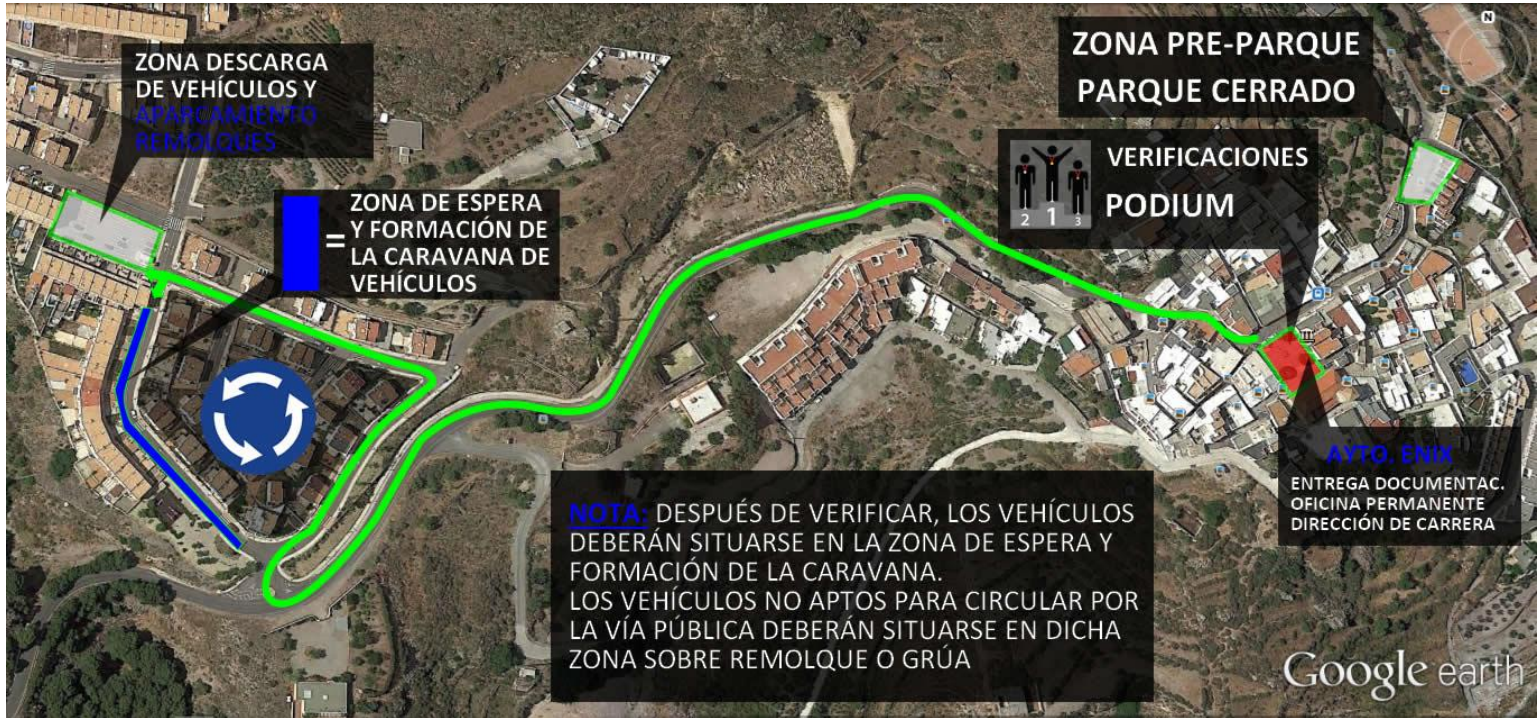 ZONA DESCARGA
DE VEHÍCULOS Y
APARCAMIENTO
REMOLQUES
=
ZONA DE ESPERA
Y FORMACIÓN DE
LA CARAVANA DE
VEHÍCULOS
ZONA PRE-PARQUE
PARQUE CERRADO
N
2 1 3
VERIFICACIONES
PODIUM
AYTO. ENIX
ENTREGA DOCUMENTAC.
OFICINA PERMANENTE
DIRECCIÓN DE CARRERA
NOTA: DESPUÉS DE VERIFICAR, LOS VEHÍCULOS
DEBERÁN SITUARSE EN LA ZONA DE ESPERA Y
FORMACIÓN DE LA CARAVANA.
LOS VEHÍCULOS NO APTOS PARA CIRCULAR POR
LA VÍA PÚBLICA DEBERÁN SITUARSE EN DICHA
ZONA SOBRE REMOLQUE O GRÚA
Google earth